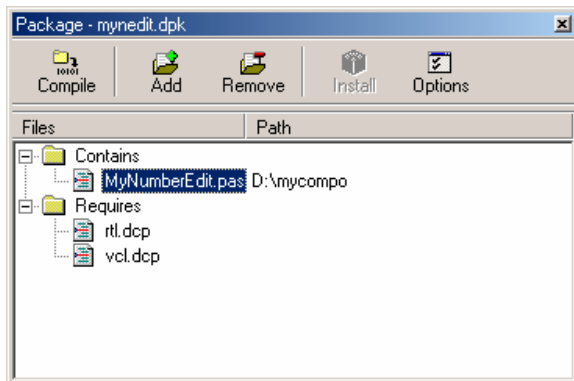 Package - mynedit.dpk
Compile Add Remove Install Options
Files Path
Contains
MyNumberEdit.pas D:\mycompo
Requires
rtl.dcp
vcl.dcp